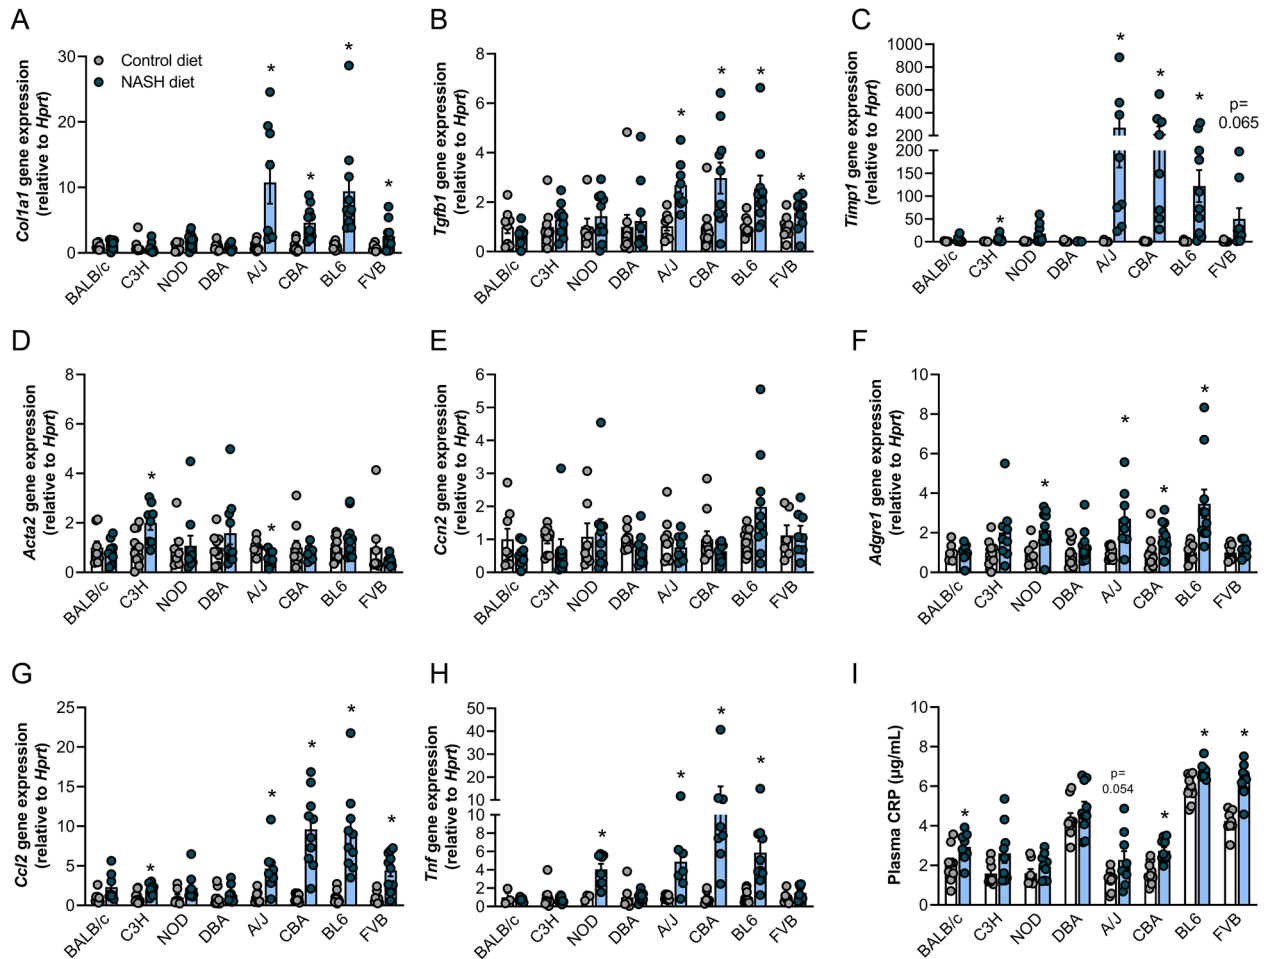 A
Col1a1 gene expression
(relative to Hprt)
30
20
10
0
Control diet
NASH diet
*
*
*
*
BALB/c
C3H
NOD
DBA
A/J
CBA
BL6
FVB
B
Tgfb1 gene expression
(relative to Hprt)
8
6
4
2
0
*
*
*
*
BALB/c
C3H
NOD
DBA
A/J
CBA
BL6
FVB
C
Timp1 gene expression
(relative to Hprt)
1000
800
600
400
200
200
150
100
50
0
*
*
*
*
p=
0.065
BALB/c
C3H
NOD
DBA
A/J
CBA
BL6
FVB
D
Acta2 gene expression
(relative to Hprt)
8
6
4
2
0
*
*
BALB/c
C3H
NOD
DBA
A/J
CBA
BL6
FVB
E
Ccn2 gene expression
(relative to Hprt)
6
5
4
3
2
1
0
BALB/c
C3H
NOD
DBA
A/J
CBA
BL6
FVB
F
Adgre1 gene expression
(relative to Hprt)
10
8
6
4
2
0
*
*
*
*
BALB/c
C3H
NOD
DBA
A/J
CBA
BL6
FVB
G
Ccl2 gene expression
(relative to Hprt)
25
20
15
10
5
0
*
*
*
*
*
BALB/c
C3H
NOD
DBA
A/J
CBA
BL6
FVB
H
Tnf gene expression
(relative to Hprt)
50
40
30
20
10
10
8
6
4
2
0
*
*
*
*
BALB/c
C3H
NOD
DBA
A/J
CBA
BL6
FVB
I
Plasma CRP (µg/mL)
10
8
6
4
2
0
*
p=
0.054
*
*
*
BALB/c
C3H
NOD
DBA
A/J
CBA
BL6
FVB